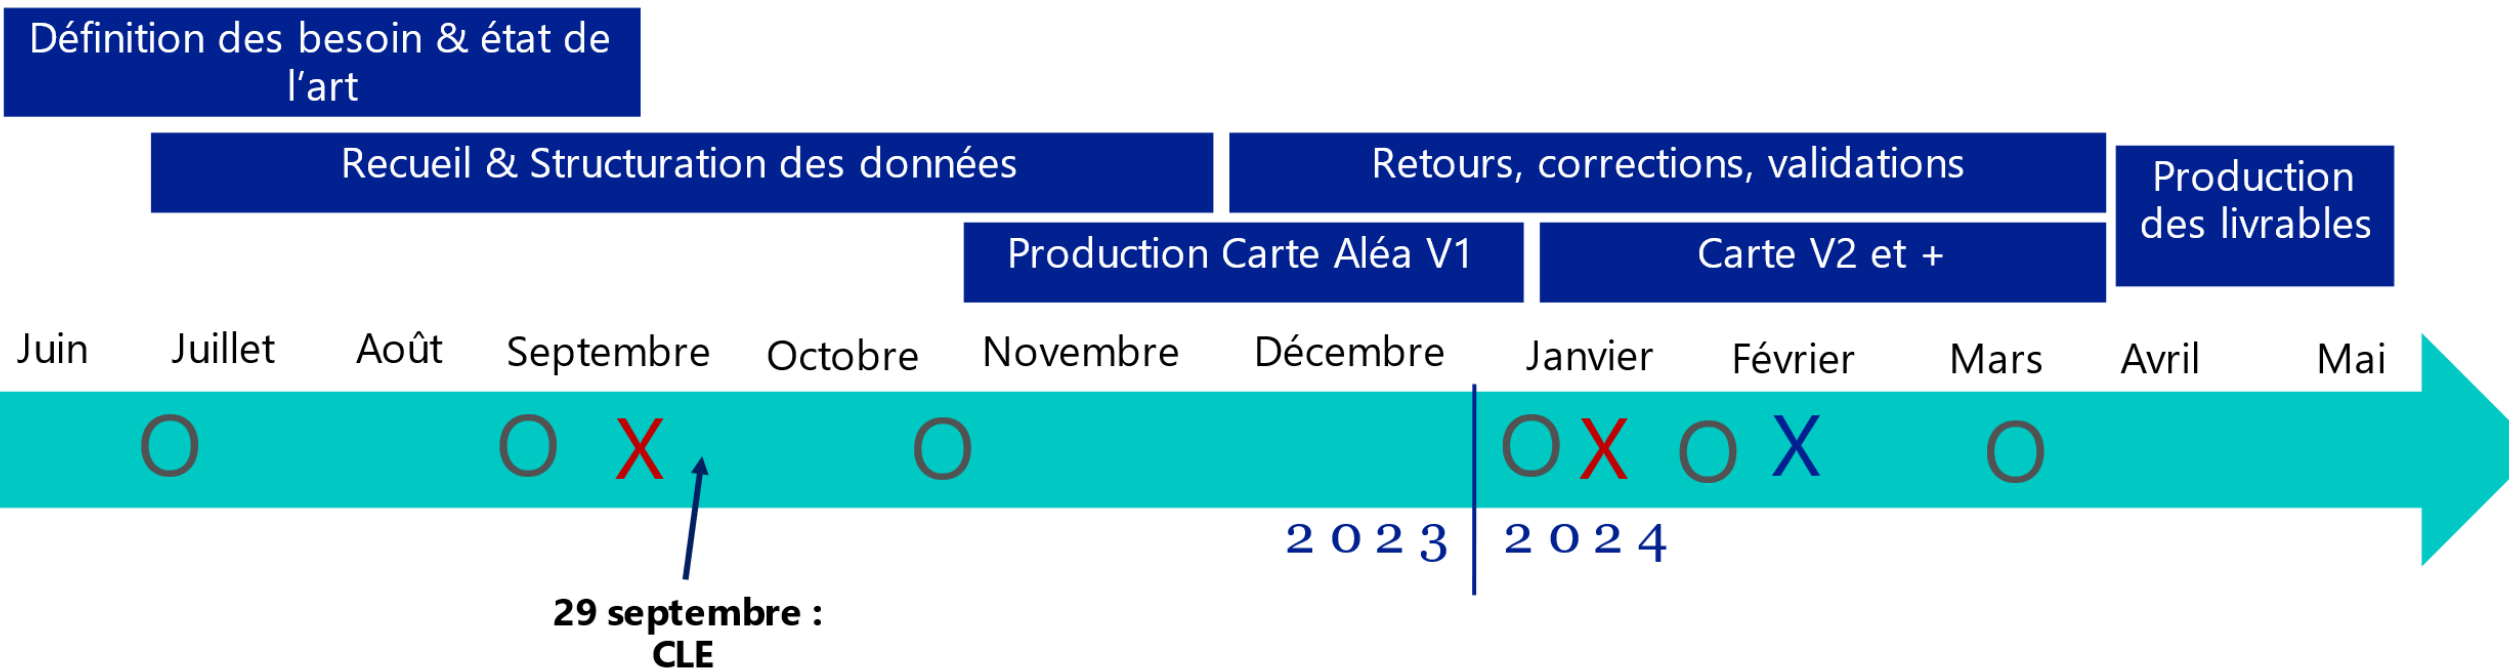 Définition des besoin & état de
l'art
Recueil & Structuration des données
Retours, corrections, validations
Production
des livrables
Production Carte Aléa V1
Carte V2 et +
Juin
Juillet
Août
Septembre
Octobre
Novembre
Décembre
Janvier
Février
Mars
Avril
Mai
O
O
X
O
O
X
O
X
O
2023
2024
29 septembre :
CLE